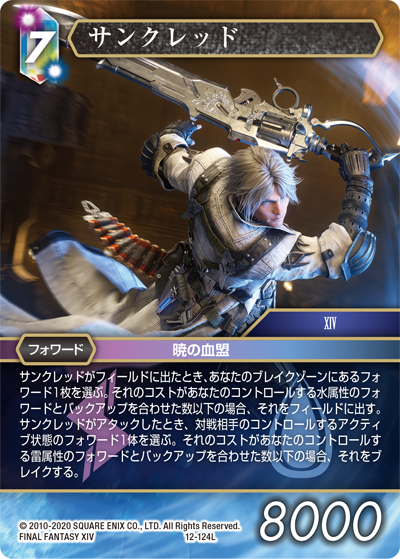 7
サンクレッド
XIV
フォワード
暁の血盟
サンクレッドがフィールドに出たとき、あなたのブレイクゾーンにあるフォ
ワード1枚を選ぶ。それのコストがあなたのコントロールする水属性のフォ
ワードとバックアップを合わせた数以下の場合、それをフィールドに出す。
サンクレッドがアタックしたとき、対戦相手のコントロールするアクティ
ブ状態のフォワード1体を選ぶ。それのコストがあなたのコントロールす
る雷属性のフォワードとバックアップを合わせた数以下の場合、それをブ
レイクする。
© 2010-2020 SQUARE ENIX CO., LTD. All Rights Reserved.
FINAL FANTASY XIV
12-124L
8000